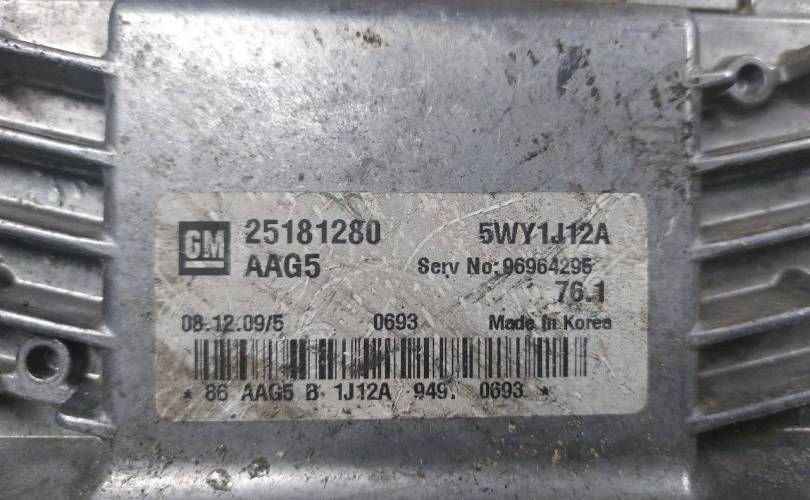 GM 25181280 5WY1J12A
AAG5 Serv No: 96964295
76.1
08.12.09/5 0693 Made in Korea
* 86 AAG5 B 1J12A 949. 0693 *